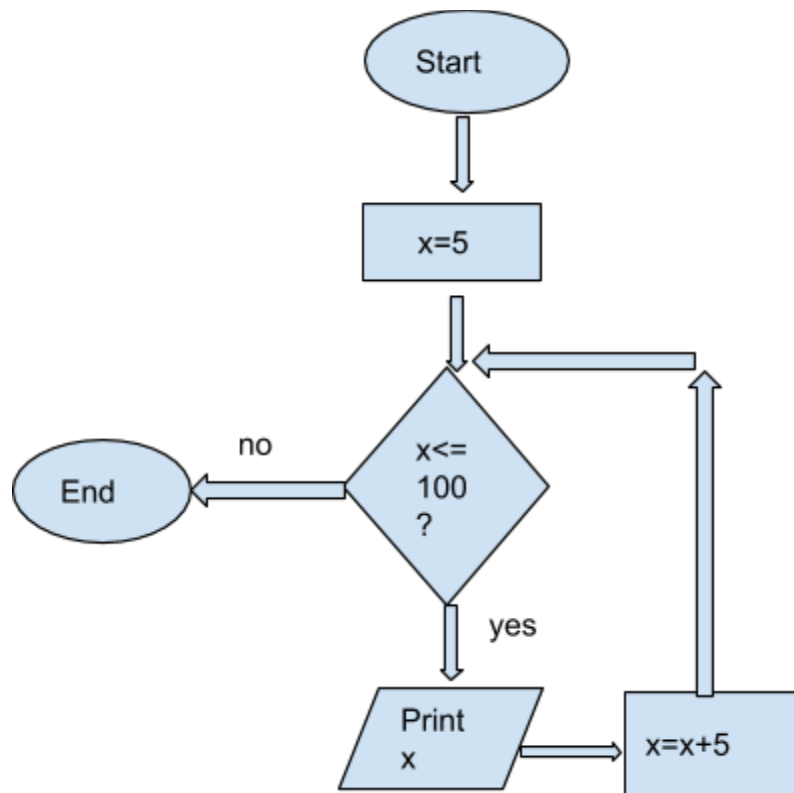 Start
x=5
x<=
100
?
no
End
yes
Print
x
x=x+5